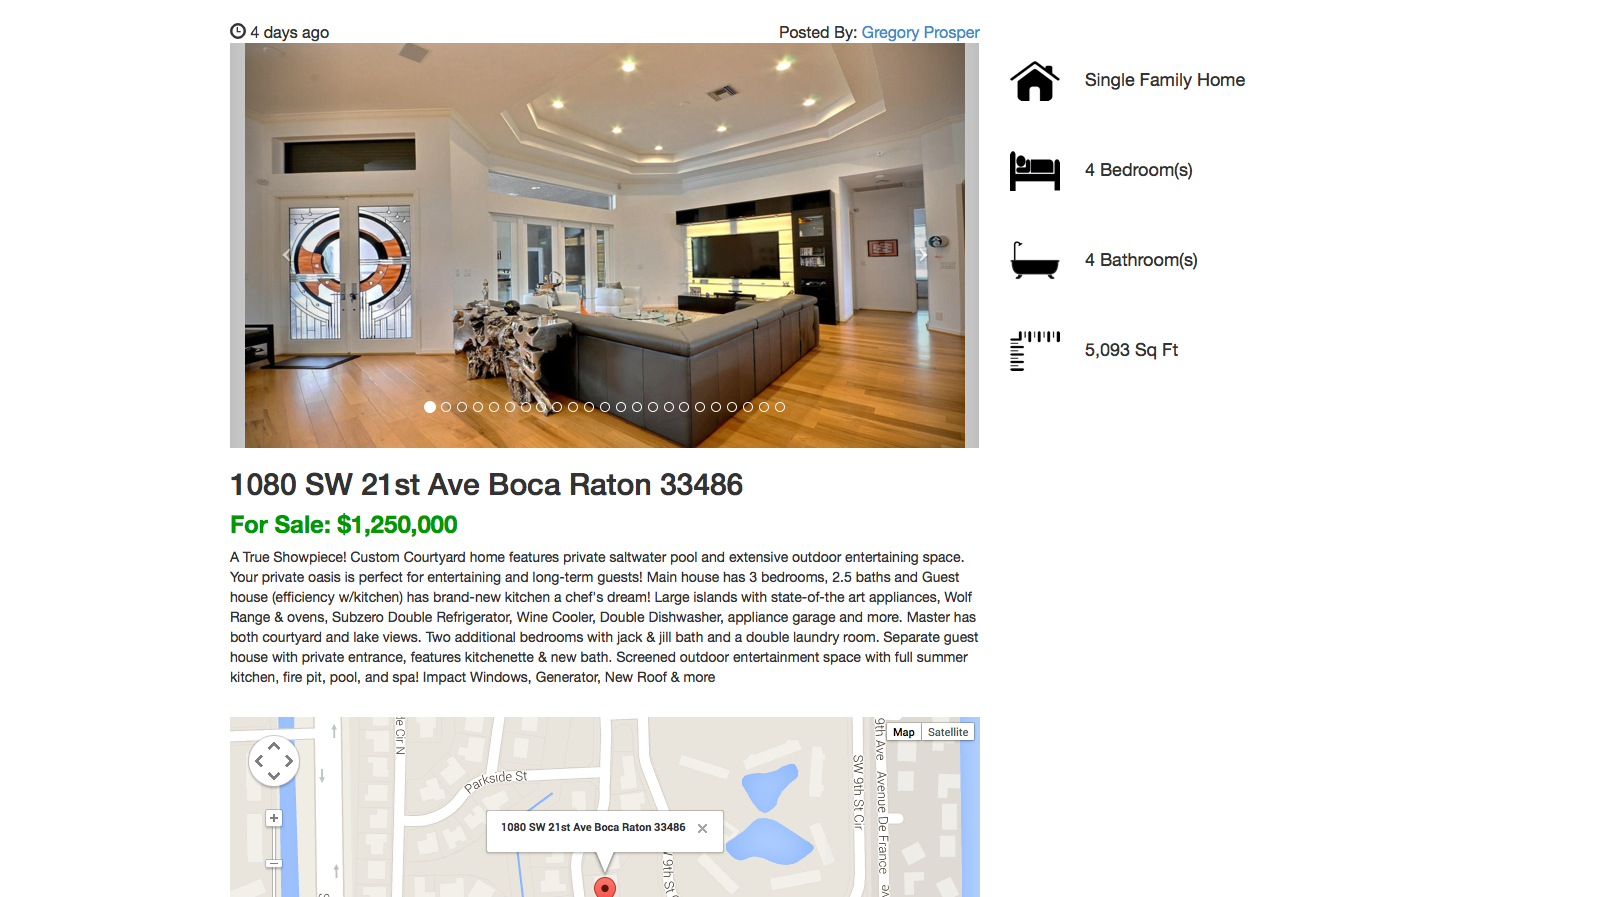 4 days ago
Posted By: Gregory Prosper
Single Family Home
4 Bedroom(s)
4 Bathroom(s)
5,093 Sq Ft
1080 SW 21st Ave Boca Raton 33486
For Sale: $1,250,000
A True Showpiece! Custom Courtyard home features private saltwater pool and extensive outdoor entertaining space.
Your private oasis is perfect for entertaining and long-term guests! Main house has 3 bedrooms, 2.5 baths and Guest
house (efficiency w/kitchen) has brand-new kitchen a chef's dream! Large islands with state-of-the art appliances, Wolf
Range & ovens, Subzero Double Refrigerator, Wine Cooler, Double Dishwasher, appliance garage and more. Master has
both courtyard and lake views. Two additional bedrooms with jack & jill bath and a double laundry room. Separate guest
house with private entrance, features kitchenette & new bath. Screened outdoor entertainment space with full summer
kitchen, fire pit, pool, and spa! Impact Windows, Generator, New Roof & more
Map
Satellite
Cir N
Parkside St
9th Ave
Avenue De France
SW 9th St Cir
1080 SW 21st Ave Boca Raton 33486
9th St